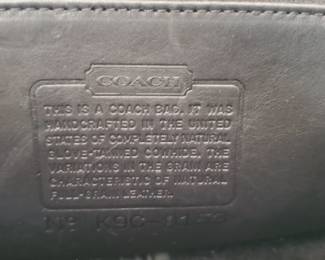 COACH
THIS IS A COACH BAG. IT WAS
HANDCRAFTED IN THE UNITED
STATES OF COMPLETELY NATURAL
GLOVE-TANNED COWHIDE. THE
VARIATIONS IN THE GRAIN ARE
CHARACTERISTIC OF NATURAL
FULL-GRAIN LEATHER.
Nº